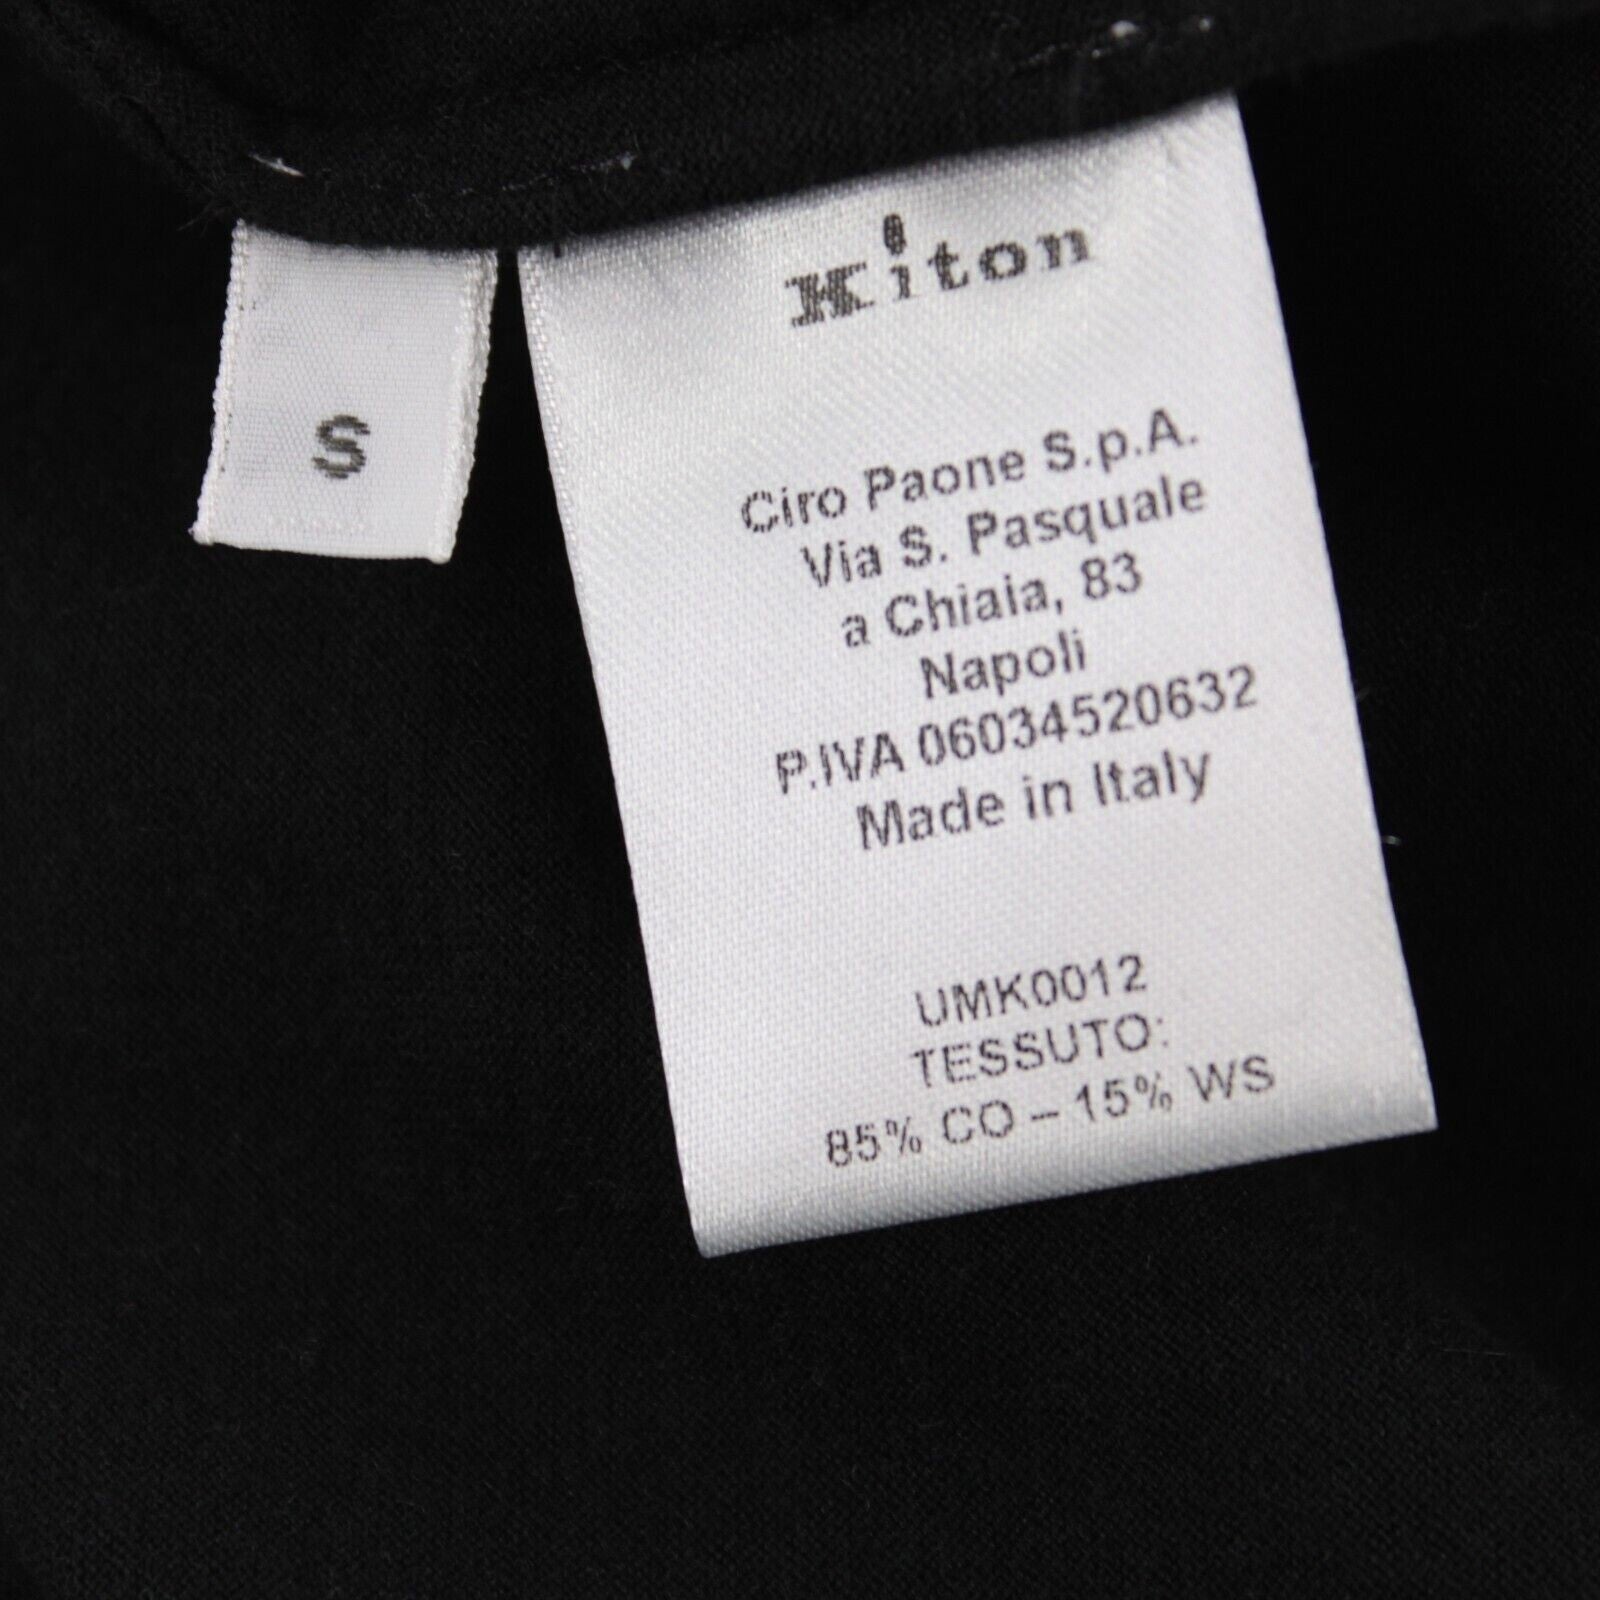 S
Kiton
Ciro Paone S.p.A.
Via S. Pasquale
a Chiaia, 83
Napoli
P.IVA 06034520632
Made in Italy
UMK0012
TESSUTO:
85% CO – 15% WS